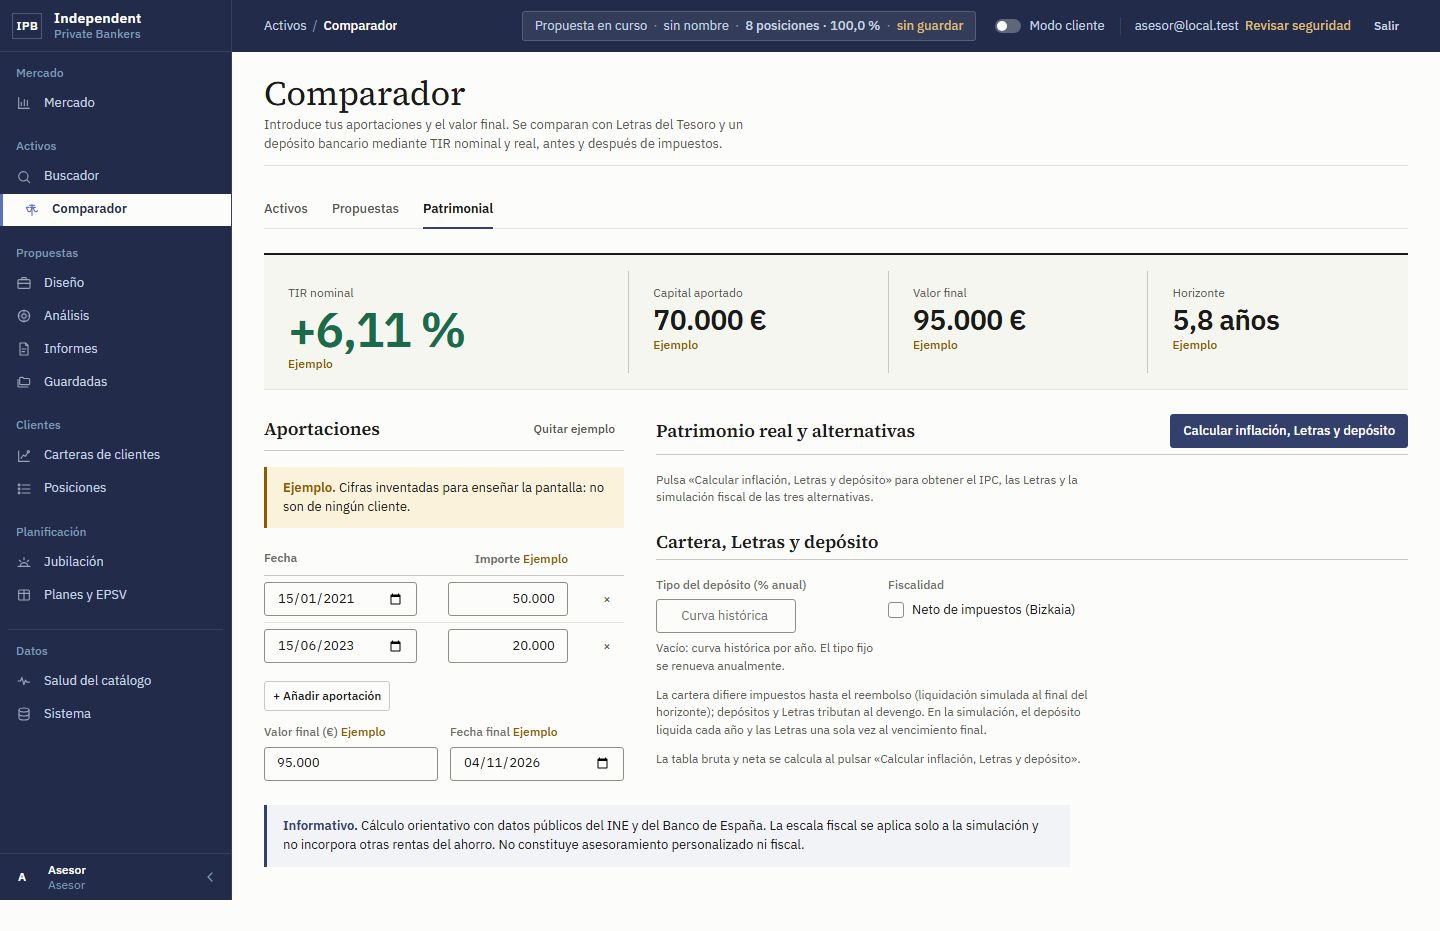 IPB
Independent
Private Bankers
Activos / Comparador
Propuesta en curso · sin nombre · 8 posiciones · 100,0 % · sin guardar
Modo cliente
asesor@local.test Revisar seguridad
Salir
Mercado
Mercado
Activos
Buscador
Comparador
Propuestas
Diseño
Análisis
Informes
Guardadas
Clientes
Carteras de clientes
Posiciones
Planificación
Jubilación
Planes y EPSV
Datos
Salud del catálogo
Sistema
A
Asesor
Asesor
Comparador
Introduce tus aportaciones y el valor final. Se comparan con Letras del Tesoro y un
depósito bancario mediante TIR nominal y real, antes y después de impuestos.
Activos Propuestas Patrimonial
TIR nominal
+6,11 %
Ejemplo
Capital aportado
70.000 €
Ejemplo
Valor final
95.000 €
Ejemplo
Horizonte
5,8 años
Ejemplo
Aportaciones
Quitar ejemplo
Ejemplo. Cifras inventadas para enseñar la pantalla: no
son de ningún cliente.
Fecha Importe Ejemplo
15/01/2021 50.000 ×
15/06/2023 20.000 ×
+ Añadir aportación
Valor final (€) Ejemplo Fecha final Ejemplo
95.000 04/11/2026
Patrimonio real y alternativas
Calcular inflación, Letras y depósito
Pulsa «Calcular inflación, Letras y depósito» para obtener el IPC, las Letras y la
simulación fiscal de las tres alternativas.
Cartera, Letras y depósito
Tipo del depósito (% anual) Fiscalidad
Curva histórica Neto de impuestos (Bizkaia)
Vacío: curva histórica por año. El tipo fijo
se renueva anualmente.
La cartera difiere impuestos hasta el reembolso (liquidación simulada al final del
horizonte); depósitos y Letras tributan al devengo. En la simulación, el depósito
liquida cada año y las Letras una sola vez al vencimiento final.
La tabla bruta y neta se calcula al pulsar «Calcular inflación, Letras y depósito».
Informativo. Cálculo orientativo con datos públicos del INE y del Banco de España. La escala fiscal se aplica solo a la simulación y
no incorpora otras rentas del ahorro. No constituye asesoramiento personalizado ni fiscal.